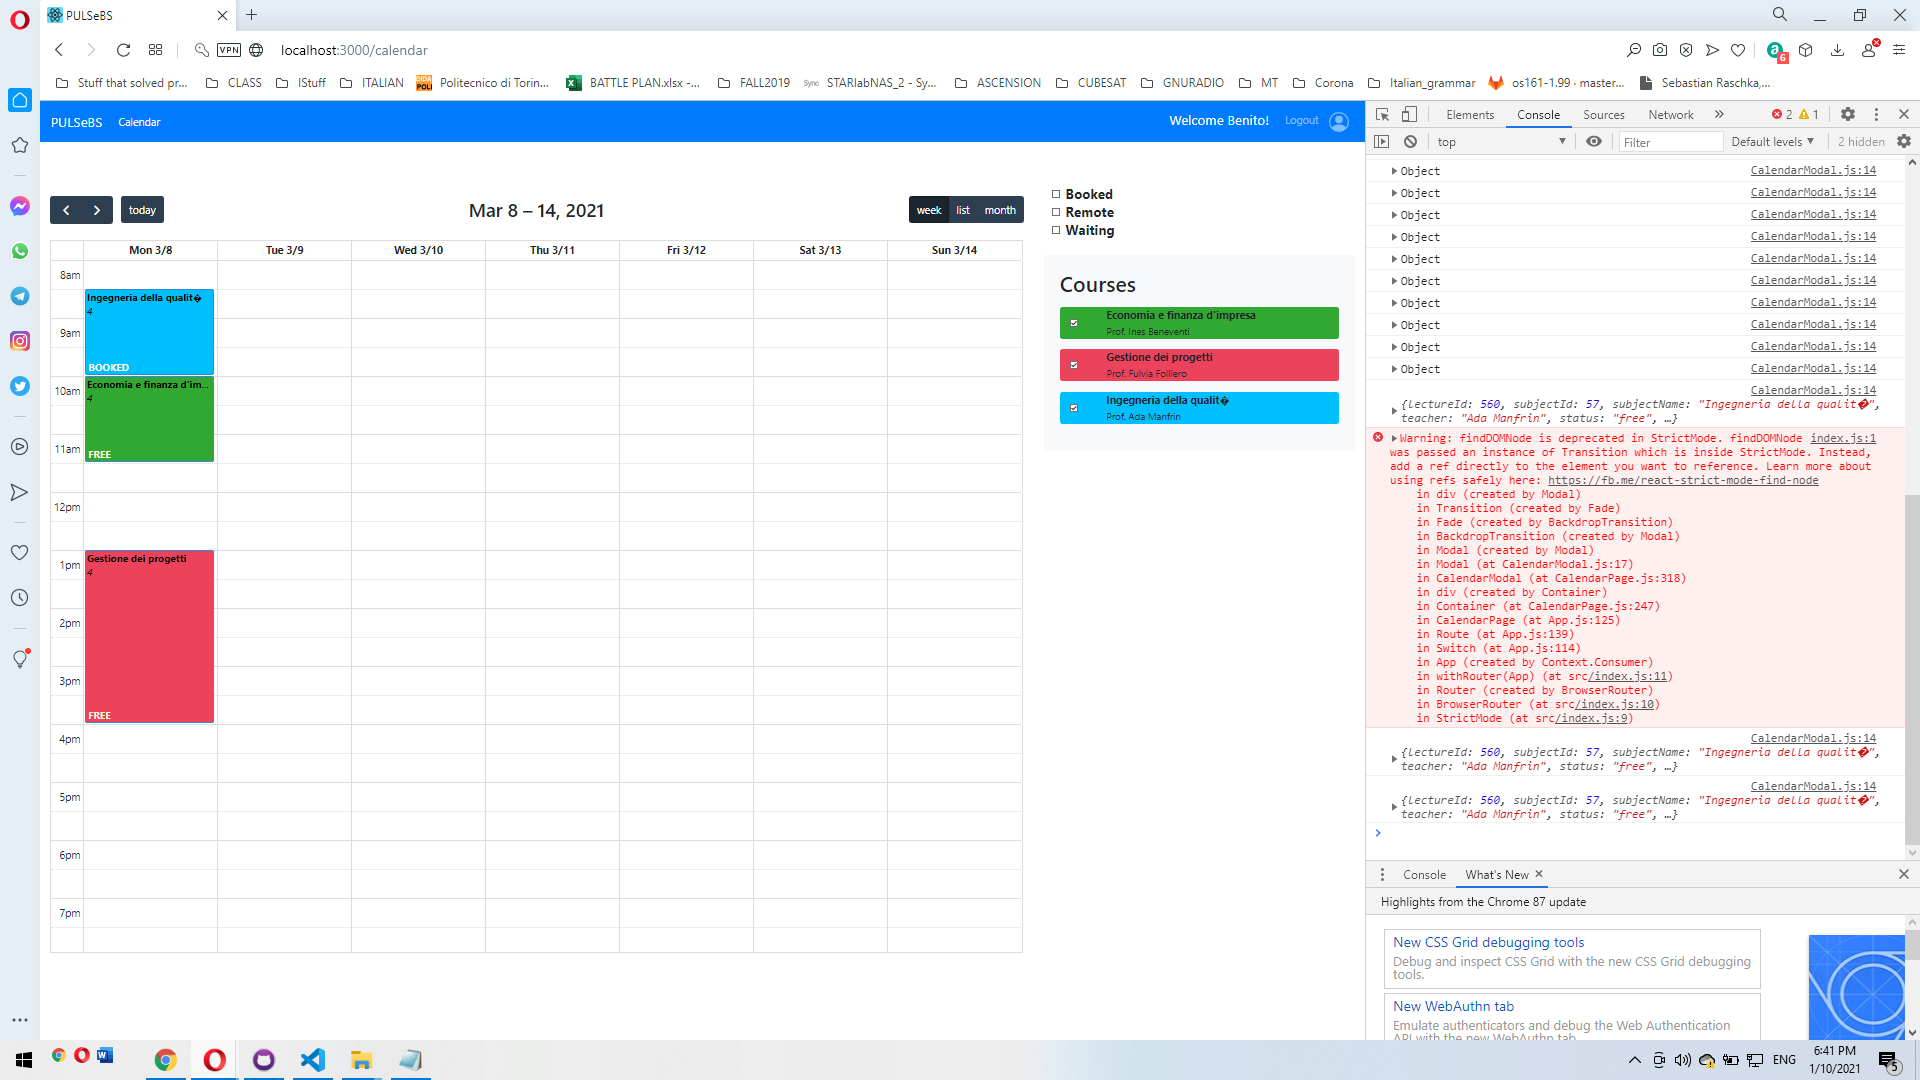 PULSeBS
VPN
localhost:3000/calendar
6
Stuff that solved pr...
CLASS
IStuff
ITALIAN
DIDA POLI
Politecnico di Torin...
BATTLE PLAN.xlsx -...
FALL2019
Sync
STARlabNAS_2 - Sy...
ASCENSION
CUBESAT
GNURADIO
MT
Corona
Italian_grammar
os161-1.99 · master...
Sebastian Raschka,...
PULSeBS
Calendar
Welcome Benito!
Logout
today
Mar 8 – 14, 2021
week
list
month
Mon 3/8
Tue 3/9
Wed 3/10
Thu 3/11
Fri 3/12
Sat 3/13
Sun 3/14
8am
9am
10am
11am
12pm
1pm
2pm
3pm
4pm
5pm
6pm
7pm
Ingegneria della qualit�
4
BOOKED
Economia e finanza d'im...
4
FREE
Gestione dei progetti
4
FREE
Booked
Remote
Waiting
Courses
Economia e finanza d'impresa
Prof. Ines Beneventi
Gestione dei progetti
Prof. Fulvia Folliero
Ingegneria della qualit�
Prof. Ada Manfrin
Elements
Console
Sources
Network
2
1
top
Filter
Default levels
2 hidden
Object CalendarModal.js:14
Object CalendarModal.js:14
Object CalendarModal.js:14
Object CalendarModal.js:14
Object CalendarModal.js:14
Object CalendarModal.js:14
Object CalendarModal.js:14
Object CalendarModal.js:14
Object CalendarModal.js:14
Object CalendarModal.js:14
CalendarModal.js:14
{lectureId: 560, subjectId: 57, subjectName: "Ingegneria della qualit�",
teacher: "Ada Manfrin", status: "free", …}
Warning: findDOMNode is deprecated in StrictMode. findDOMNode index.js:1
was passed an instance of Transition which is inside StrictMode. Instead,
add a ref directly to the element you want to reference. Learn more about
using refs safely here: https://fb.me/react-strict-mode-find-node
in div (created by Modal)
in Transition (created by Fade)
in Fade (created by BackdropTransition)
in BackdropTransition (created by Modal)
in Modal (created by Modal)
in Modal (at CalendarModal.js:17)
in CalendarModal (at CalendarPage.js:318)
in div (created by Container)
in Container (at CalendarPage.js:247)
in CalendarPage (at App.js:125)
in Route (at App.js:139)
in Switch (at App.js:114)
in App (created by Context.Consumer)
in withRouter(App) (at src/index.js:11)
in Router (created by BrowserRouter)
in BrowserRouter (at src/index.js:10)
in StrictMode (at src/index.js:9)
CalendarModal.js:14
{lectureId: 560, subjectId: 57, subjectName: "Ingegneria della qualit�",
teacher: "Ada Manfrin", status: "free", …}
CalendarModal.js:14
{lectureId: 560, subjectId: 57, subjectName: "Ingegneria della qualit�",
teacher: "Ada Manfrin", status: "free", …}
Console
What's New
Highlights from the Chrome 87 update
New CSS Grid debugging tools
Debug and inspect CSS Grid with the new CSS Grid debugging
tools.
New WebAuthn tab
Emulate authenticators and debug the Web Authentication
API with the new WebAuthn tab
ENG
6:41 PM
1/10/2021
5